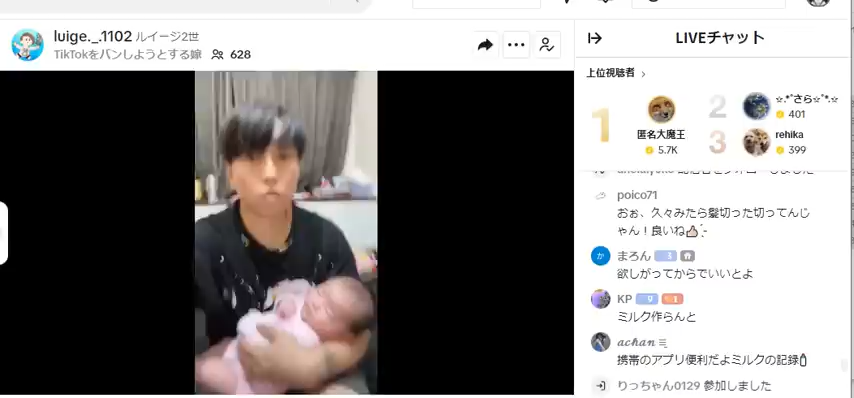 luige._.1102 ルイージ2世
TikTokをバンしようとする嫁 628
LIVEチャット
上位視聴者
1
匿名大魔王
5.7K
2
☆.*ﾟさら☆ﾟ*.☆
401
3
rehika
399
poico71
おぉ、久々みたら髪切った切ってんじ
ゃん！良いね👍🏻 ̖́-
か まろん 3
欲しがってからでいいとよ
KP 9 1
ミルク作らんと
𝓪𝓬𝓱𝓪𝓷
携帯のアプリ便利だよミルクの記録🍼
りっちゃん0129 参加しました